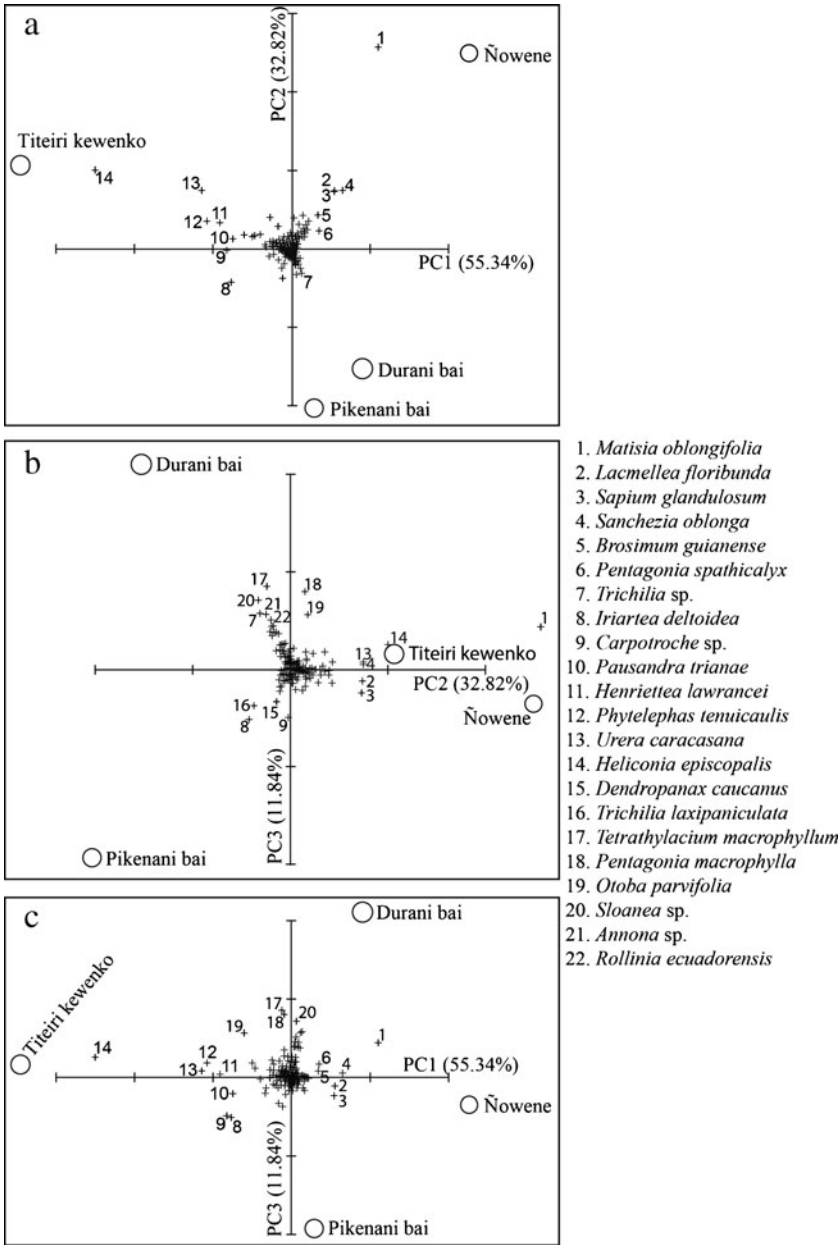 a
1
Ñowene
PC2 (32.82%)
Titeiri kewenko
14
13
2
3 4
12 11
5
10
6
9
PC1 (55.34%)
8
7
Durani bai
Pikenani bai
b
Durani bai
17
18
20 21
19
7 22
1
14
13
Titeiri kewenko
4
2
PC2 (32.82%)
3
16 15
8 9
Ñowene
PC3 (11.84%)
Pikenani bai
c
Durani bai
Titeiri kewenko
17
20
18
19
1
14
12
6
PC1 (55.34%)
13 11
4
5
2
10
3
Ñowene
9 8
PC3 (11.84%)
Pikenani bai
1. Matisia oblongifolia
2. Lacmellea floribunda
3. Sapium glandulosum
4. Sanchezia oblonga
5. Brosimum guianense
6. Pentagonia spathicalyx
7. Trichilia sp.
8. Iriartea deltoidea
9. Carpotroche sp.
10. Pausandra trianae
11. Henriettea lawrancei
12. Phytelephas tenuicaulis
13. Urera caracasana
14. Heliconia episcopalis
15. Dendropanax caucanus
16. Trichilia laxipaniculata
17. Tetrathylacium macrophyllum
18. Pentagonia macrophylla
19. Otoba parvifolia
20. Sloanea sp.
21. Annona sp.
22. Rollinia ecuadorensis